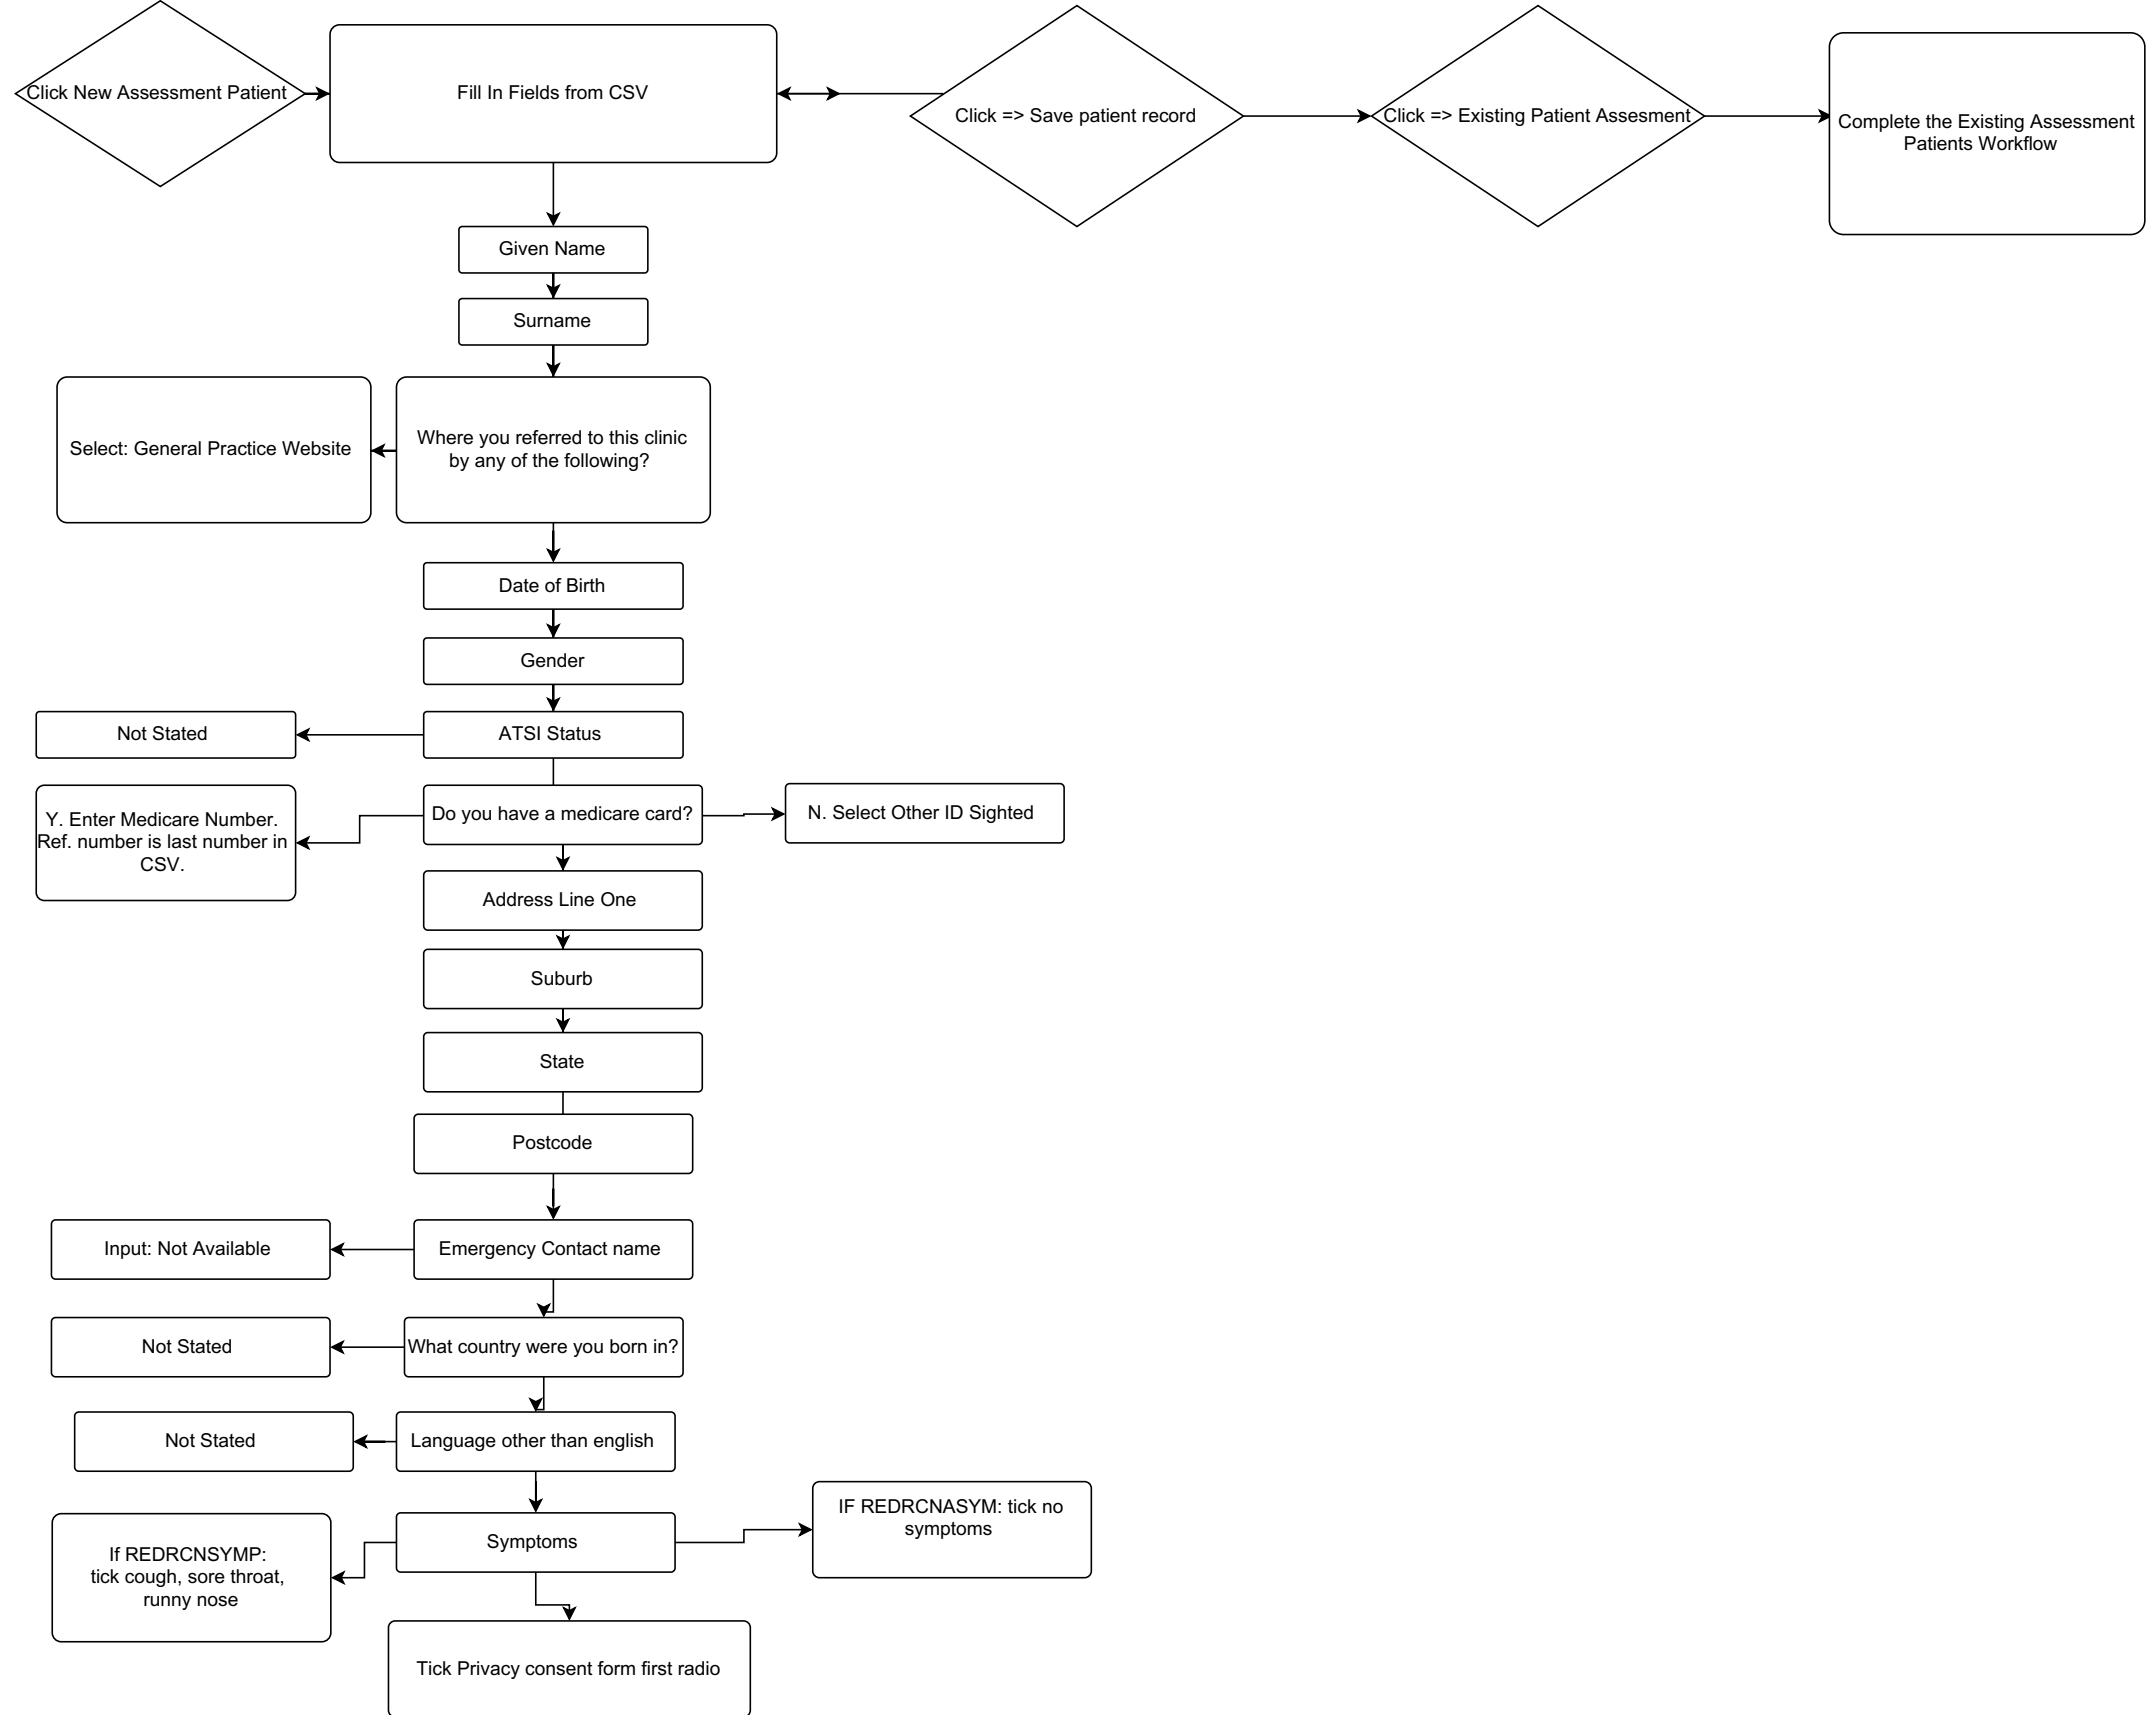 Click New Assessment Patient
Fill In Fields from CSV
Click => Save patient record
Click => Existing Patient Assesment
Complete the Existing Assessment
Patients Workflow
Given Name
Surname
Select: General Practice Website
Where you referred to this clinic
by any of the following?
Date of Birth
Gender
Not Stated
ATSI Status
Y. Enter Medicare Number.
Ref. number is last number in
CSV.
Do you have a medicare card?
N. Select Other ID Sighted
Address Line One
Suburb
State
Postcode
Input: Not Available
Emergency Contact name
Not Stated
What country were you born in?
Not Stated
Language other than english
If REDRCNSYMP:
tick cough, sore throat,
runny nose
Symptoms
IF REDRCNASYM: tick no
symptoms
Tick Privacy consent form first radio